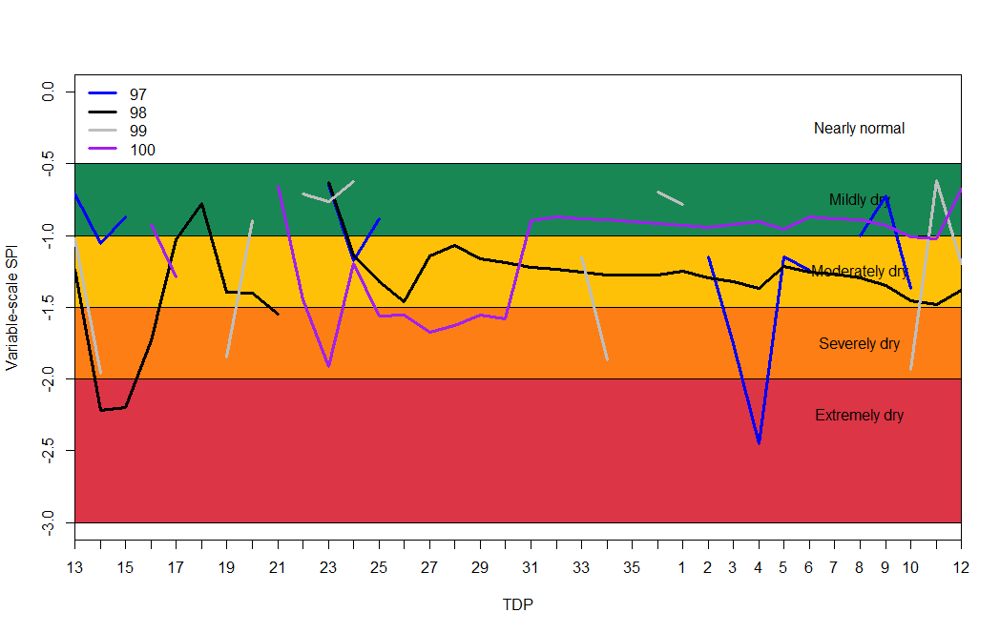 97
98
99
100
Nearly normal
Mildly dry
Moderately dry
Severely dry
Extremely dry
0.0
-0.5
-1.0
-1.5
-2.0
-2.5
-3.0
Variable-scale SPI
13 15 17 19 21 23 25 27 29 31 33 35 1 2 3 4 5 6 7 8 9 10 12
TDP